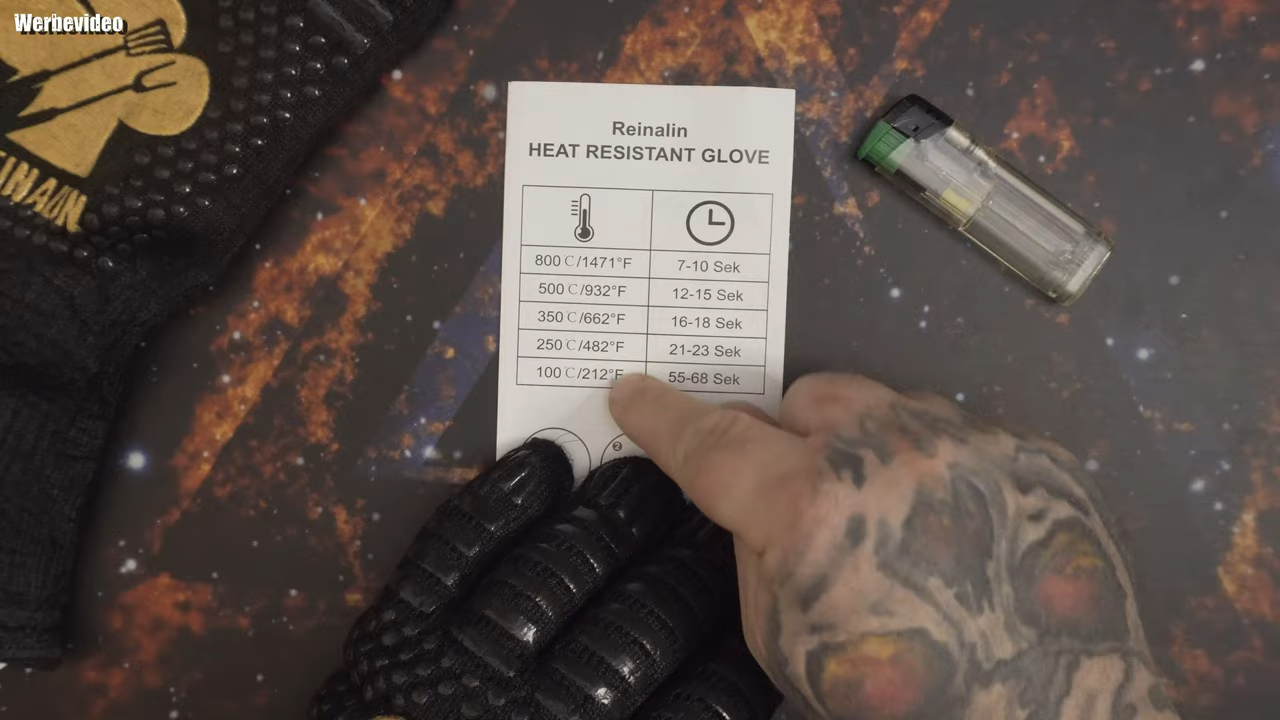 Werbevideo
Reinalin
HEAT RESISTANT GLOVE
800℃/1471°F 7-10 Sek
500℃/932°F 12-15 Sek
350℃/662°F 16-18 Sek
250℃/482°F 21-23 Sek
100℃/212°F 55-68 Sek
2